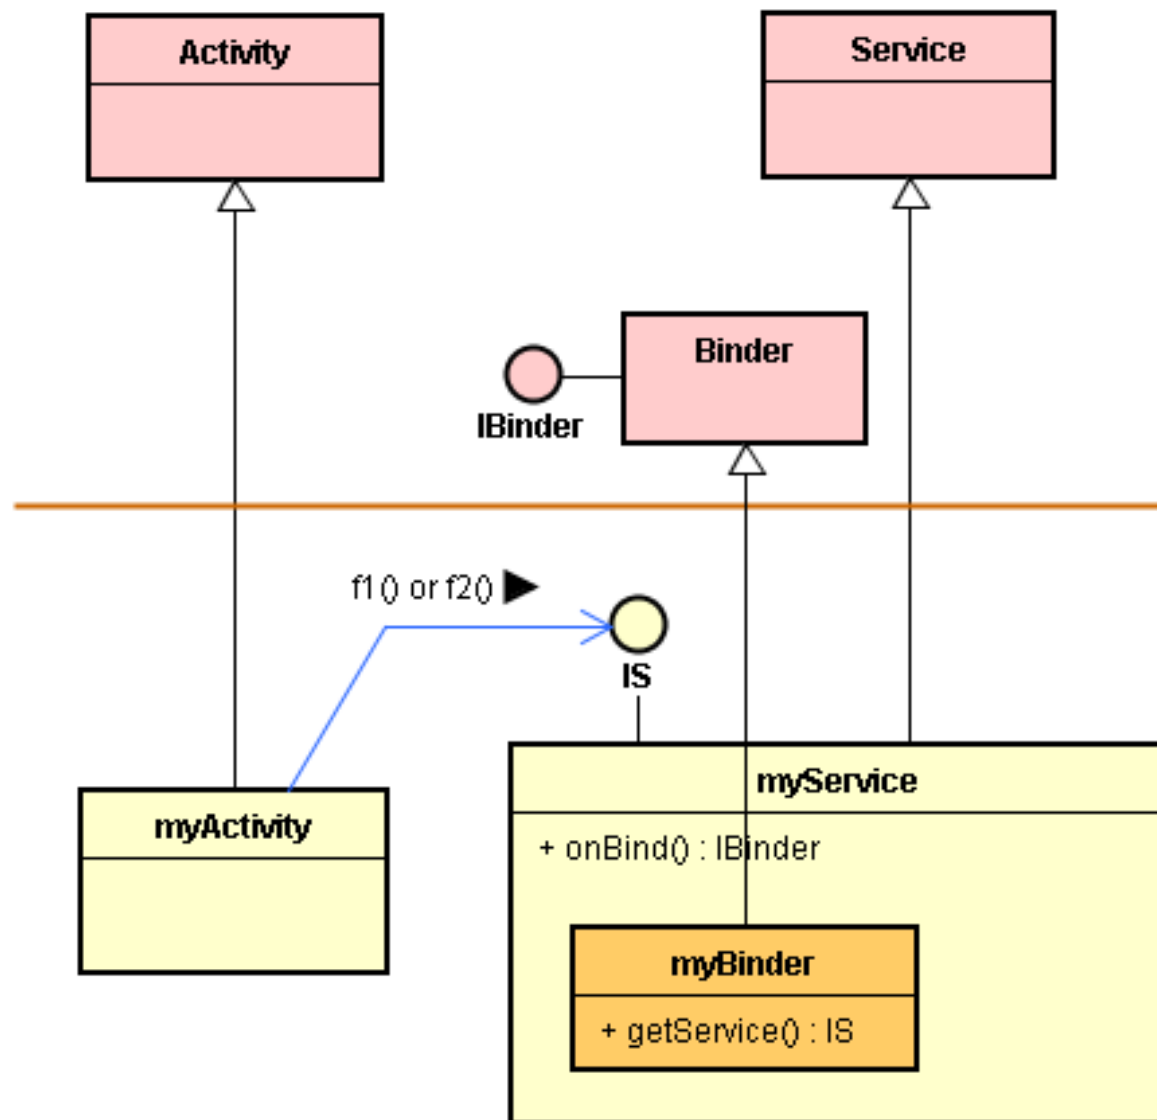 Activity
Service
Binder
IBinder
f1() or f2()
IS
myService
myActivity
+ onBind() : IBinder
myBinder
+ getService() : IS